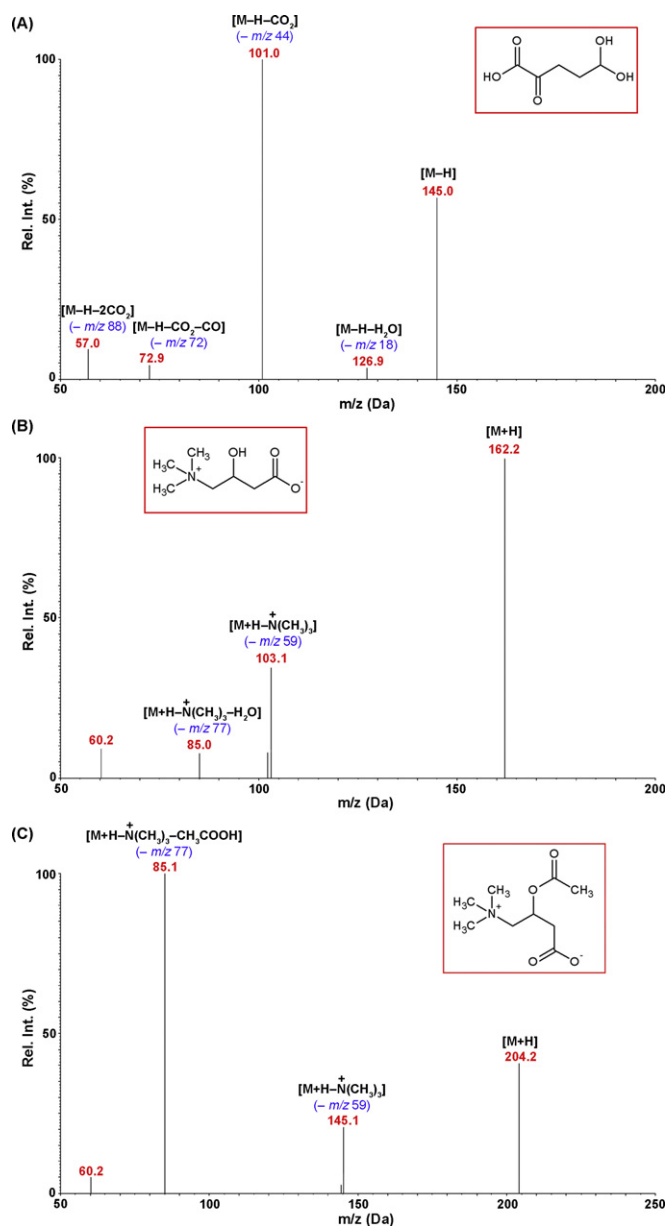 (A)
[M–H–CO₂]
(– m/z 44)
101.0
100
O
OH
HO
OH
O
[M–H]
145.0
Rel. Int. (%)
50
[M–H–2CO₂]
(– m/z 88)
57.0
[M–H–CO₂–CO]
(– m/z 72)
72.9
[M–H–H₂O]
(– m/z 18)
126.9
0
50
100
150
200
m/z (Da)
(B)
[M+H]
162.2
100
CH₃
OH
O
H₃C
N⁺
H₃C
O⁻
Rel. Int. (%)
50
[M+H–N⁺(CH₃)₃]
(– m/z 59)
103.1
[M+H–N⁺(CH₃)₃–H₂O]
(– m/z 77)
85.0
60.2
0
50
100
150
200
m/z (Da)
(C)
[M+H–N⁺(CH₃)₃–CH₃COOH]
(– m/z 77)
85.1
100
O
CH₃
O
CH₃
H₃C
N⁺
H₃C
O
O⁻
Rel. Int. (%)
50
[M+H]
204.2
[M+H–N⁺(CH₃)₃]
(– m/z 59)
145.1
60.2
0
50
100
150
200
250
m/z (Da)